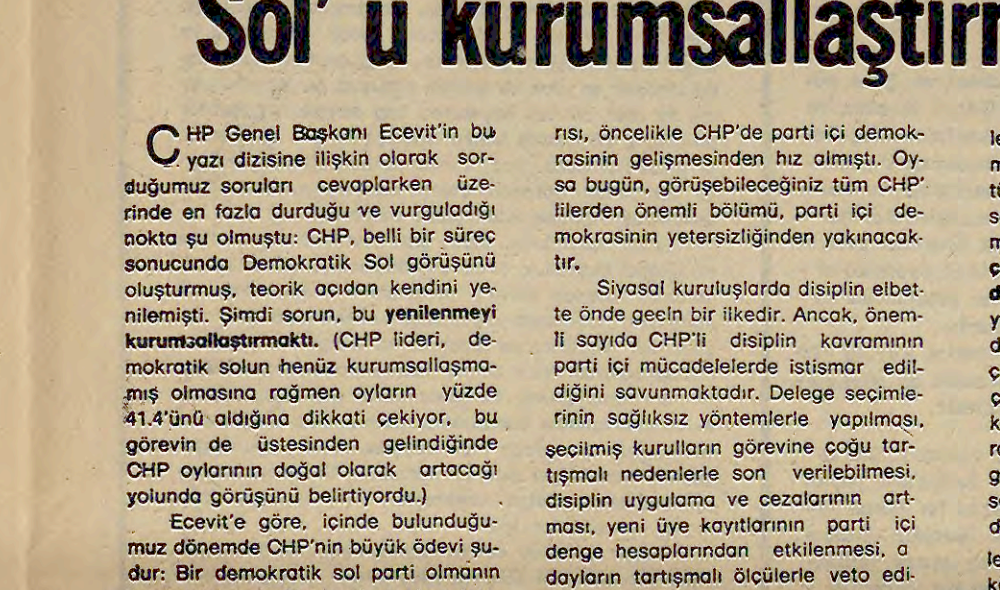 Sol' u kurumsallaştır
CHP Genel Başkanı Ecevit'in bu
yazı dizisine ilişkin olarak sor-
duğumuz soruları cevaplarken üze-
rinde en fazla durduğu ve vurguladığı
nokta şu olmuştu: CHP, belli bir süreç
sonucunda Demokratik Sol görüşünü
oluşturmuş, teorik açıdan kendini ye-
nilemişti. Şimdi sorun, bu yenilenmeyi
kurumsallaştırmaktı. (CHP lideri, de-
mokratik solun henüz kurumsallaşma-
mış olmasına rağmen oyların yüzde
41.4'ünü aldığına dikkati çekiyor, bu
görevin de üstesinden gelindiğinde
CHP oylarının doğal olarak artacağı
yolunda görüşünü belirtiyordu.)
Ecevit'e göre, içinde bulunduğu-
muz dönemde CHP'nin büyük ödevi şu-
dur: Bir demokratik sol parti olmanın
rısı, öncelikle CHP'de parti içi demok-
rasinin gelişmesinden hız almıştı. Oy-
sa bugün, görüşebileceğiniz tüm CHP'
lilerden önemli bölümü, parti içi de-
mokrasinin yetersizliğinden yakınacak-
tır.
Siyasal kuruluşlarda disiplin elbet-
te önde geeln bir ilkedir. Ancak, önem-
li sayıda CHP'li disiplin kavramının
parti içi mücadelelerde istismar edil-
diğini savunmaktadır. Delege seçimle-
rinin sağlıksız yöntemlerle yapılması,
seçilmiş kurulların görevine çoğu tar-
tışmalı nedenlerle son verilebilmesi,
disiplin uygulama ve cezalarının art-
ması, yeni üye kayıtlarının parti içi
denge hesaplarından etkilenmesi, a
dayların tartışmalı ölçülerle veto edi-